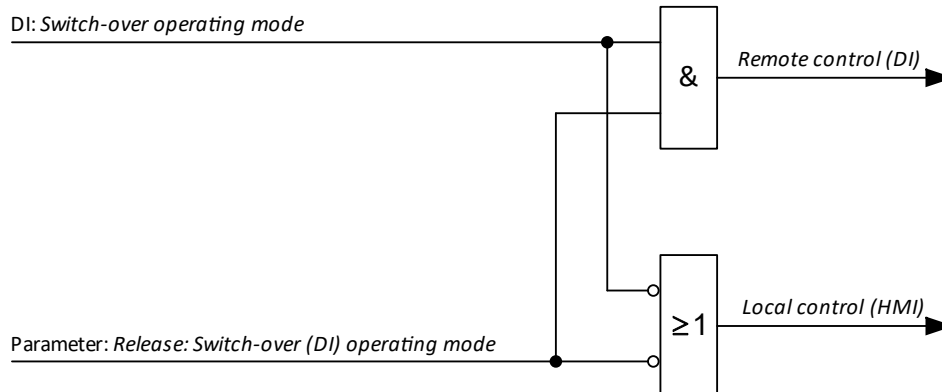 DI: Switch-over operating mode
&
Remote control (DI)
≥1
Local control (HMI)
Parameter: Release: Switch-over (DI) operating mode